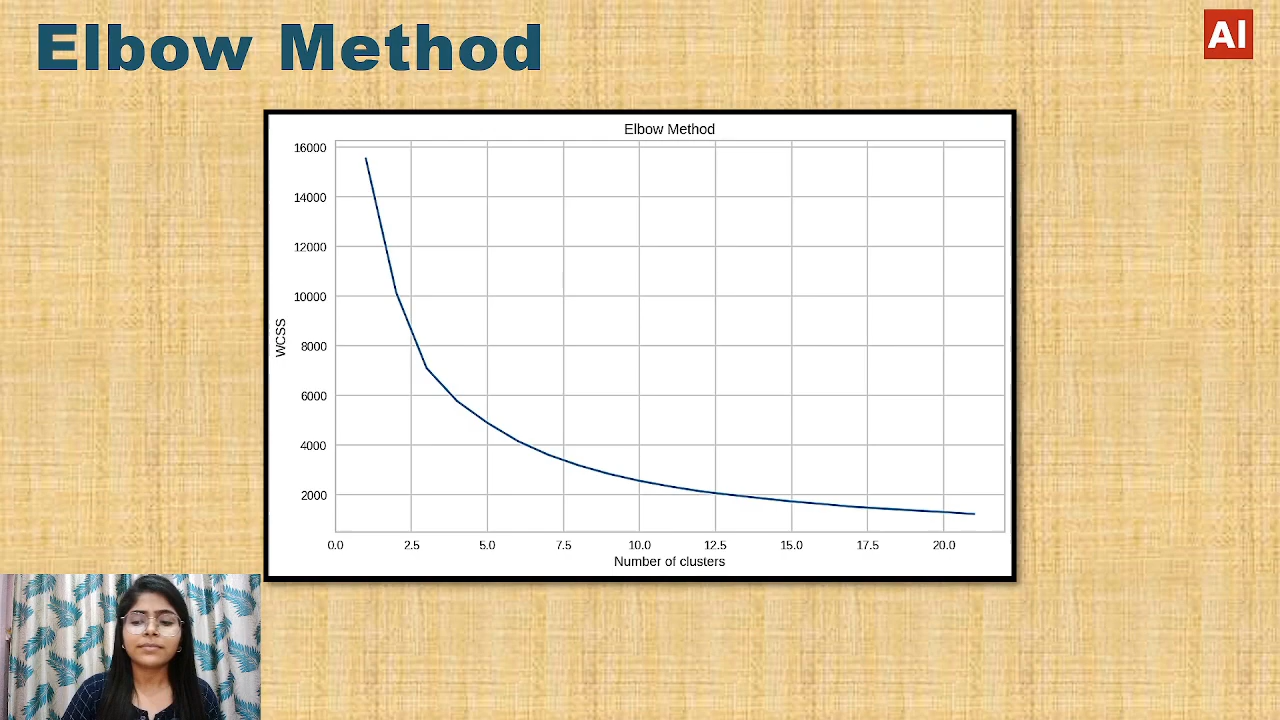 Elbow Method
AI
Elbow Method
16000
14000
12000
10000
8000
6000
4000
2000
WCSS
0.0 2.5 5.0 7.5 10.0 12.5 15.0 17.5 20.0
Number of clusters